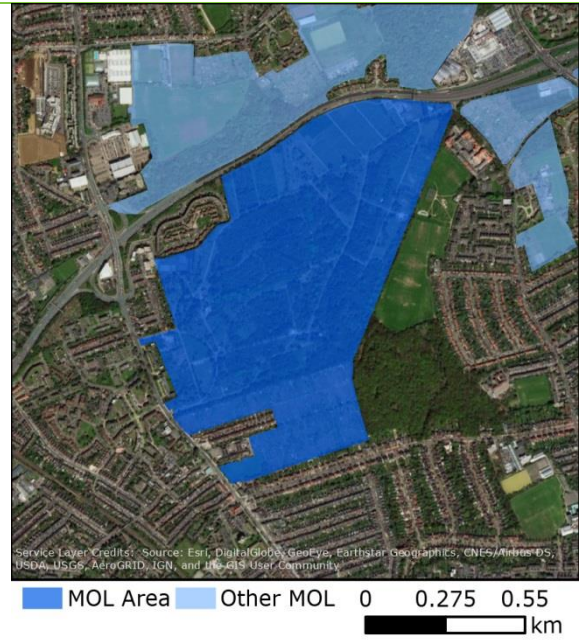 Service Layer Credits: Source: Esri, DigitalGlobe, GeoEye, Earthstar Geographics, CNES/Airbus DS,
USDA, USGS, AeroGRID, IGN, and the GIS User Community
MOL Area Other MOL 0 0.275 0.55
km